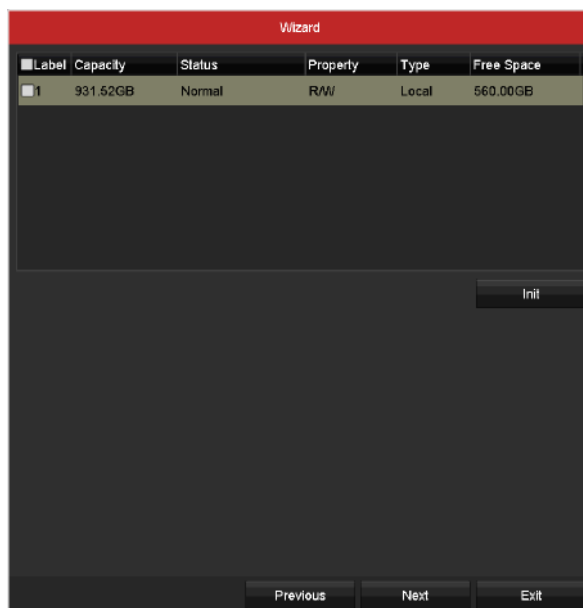 Wizard
Label Capacity Status Property Type Free Space
1 931.52GB Normal R/W Local 560.00GB
Init
Previous Next Exit